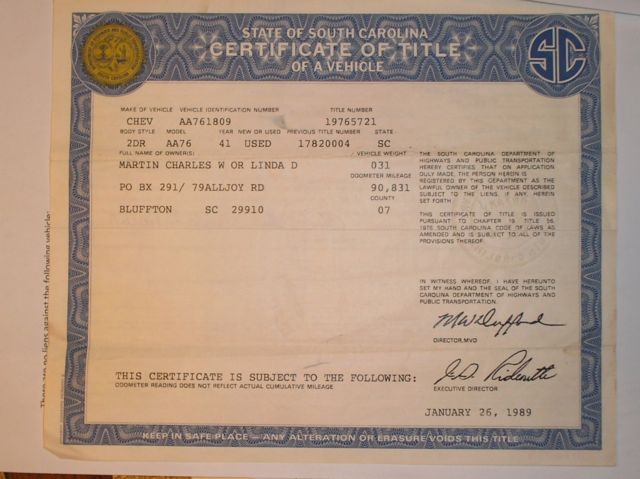 STATE OF SOUTH CAROLINA
CERTIFICATE OF TITLE
OF A VEHICLE
SC
MAKE OF VEHICLE VEHICLE IDENTIFICATION NUMBER TITLE NUMBER
CHEV AA761809 19765721
BODY STYLE MODEL YEAR NEW OR USED PREVIOUS TITLE NUMBER STATE
2DR AA76 41 USED 17820004 SC
FULL NAME OF OWNER(S) VEHICLE WEIGHT
MARTIN CHARLES W OR LINDA D 031
ODOMETER MILEAGE
PO BX 291/ 79ALLJOY RD 90,831
COUNTY
BLUFFTON SC 29910 07
THE SOUTH CAROLINA DEPARTMENT OF
HIGHWAYS AND PUBLIC TRANSPORTATION
HEREBY CERTIFIES THAT ON APPLICATION
DULY MADE, THE PERSON HEREIN IS
REGISTERED BY THIS DEPARTMENT AS THE
LAWFUL OWNER OF THE VEHICLE DESCRIBED
SUBJECT TO THE LIENS, IF ANY, HEREIN
SET FORTH
THIS CERTIFICATE OF TITLE IS ISSUED
PURSUANT TO CHAPTER 19 TITLE 56,
1976 SOUTH CAROLINA CODE OF LAWS AS
AMENDED AND IS SUBJECT TO ALL OF THE
PROVISIONS THEREOF.
IN WITNESS WHEREOF, I HAVE HEREUNTO
SET MY HAND AND THE SEAL OF THE SOUTH
CAROLINA DEPARTMENT OF HIGHWAYS AND
PUBLIC TRANSPORTATION.
DIRECTOR, MVD
THIS CERTIFICATE IS SUBJECT TO THE FOLLOWING:
ODOMETER READING DOES NOT REFLECT ACTUAL CUMULATIVE MILEAGE
EXECUTIVE DIRECTOR
JANUARY 26, 1989
KEEP IN SAFE PLACE — ANY ALTERATION OR ERASURE VOIDS THIS TITLE
There are no liens against the following vehicle: